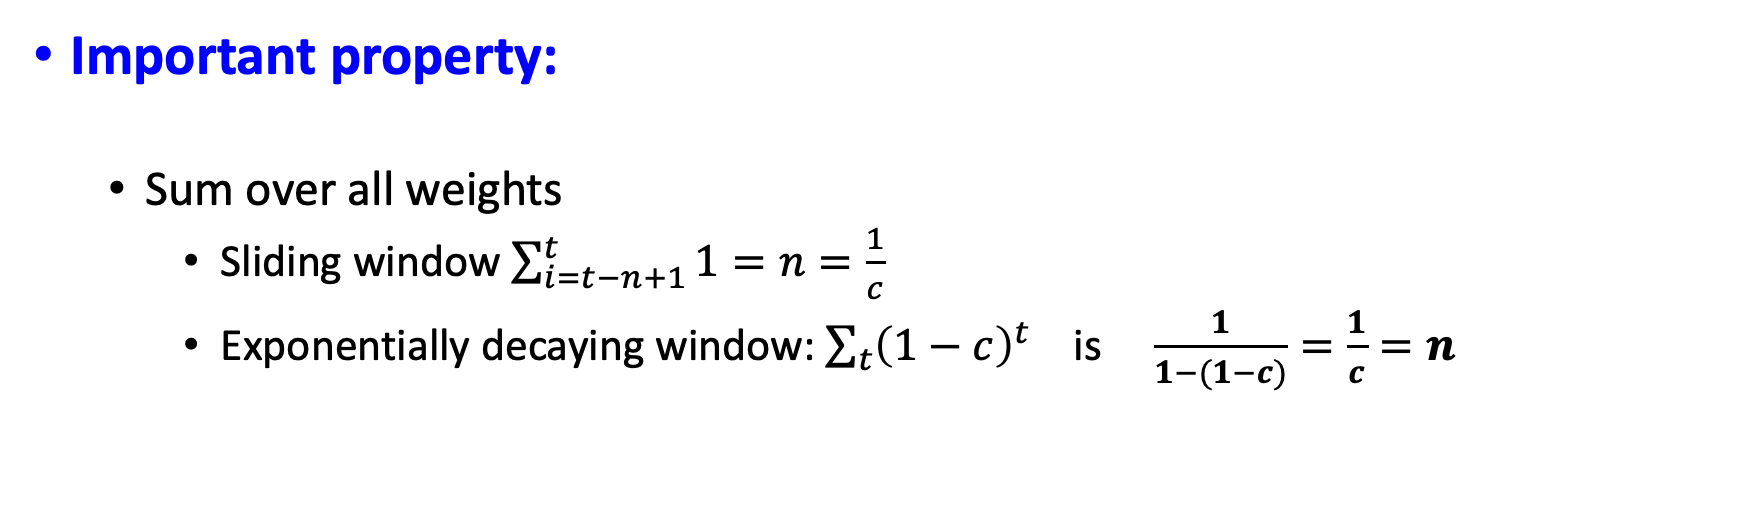 • Important property:
• Sum over all weights
• Sliding window ∑_{i=t−n+1}^{t} 1 = n = 1/c
• Exponentially decaying window: ∑_t (1 − c)^t is 1/(1−(1−c)) = 1/c = n